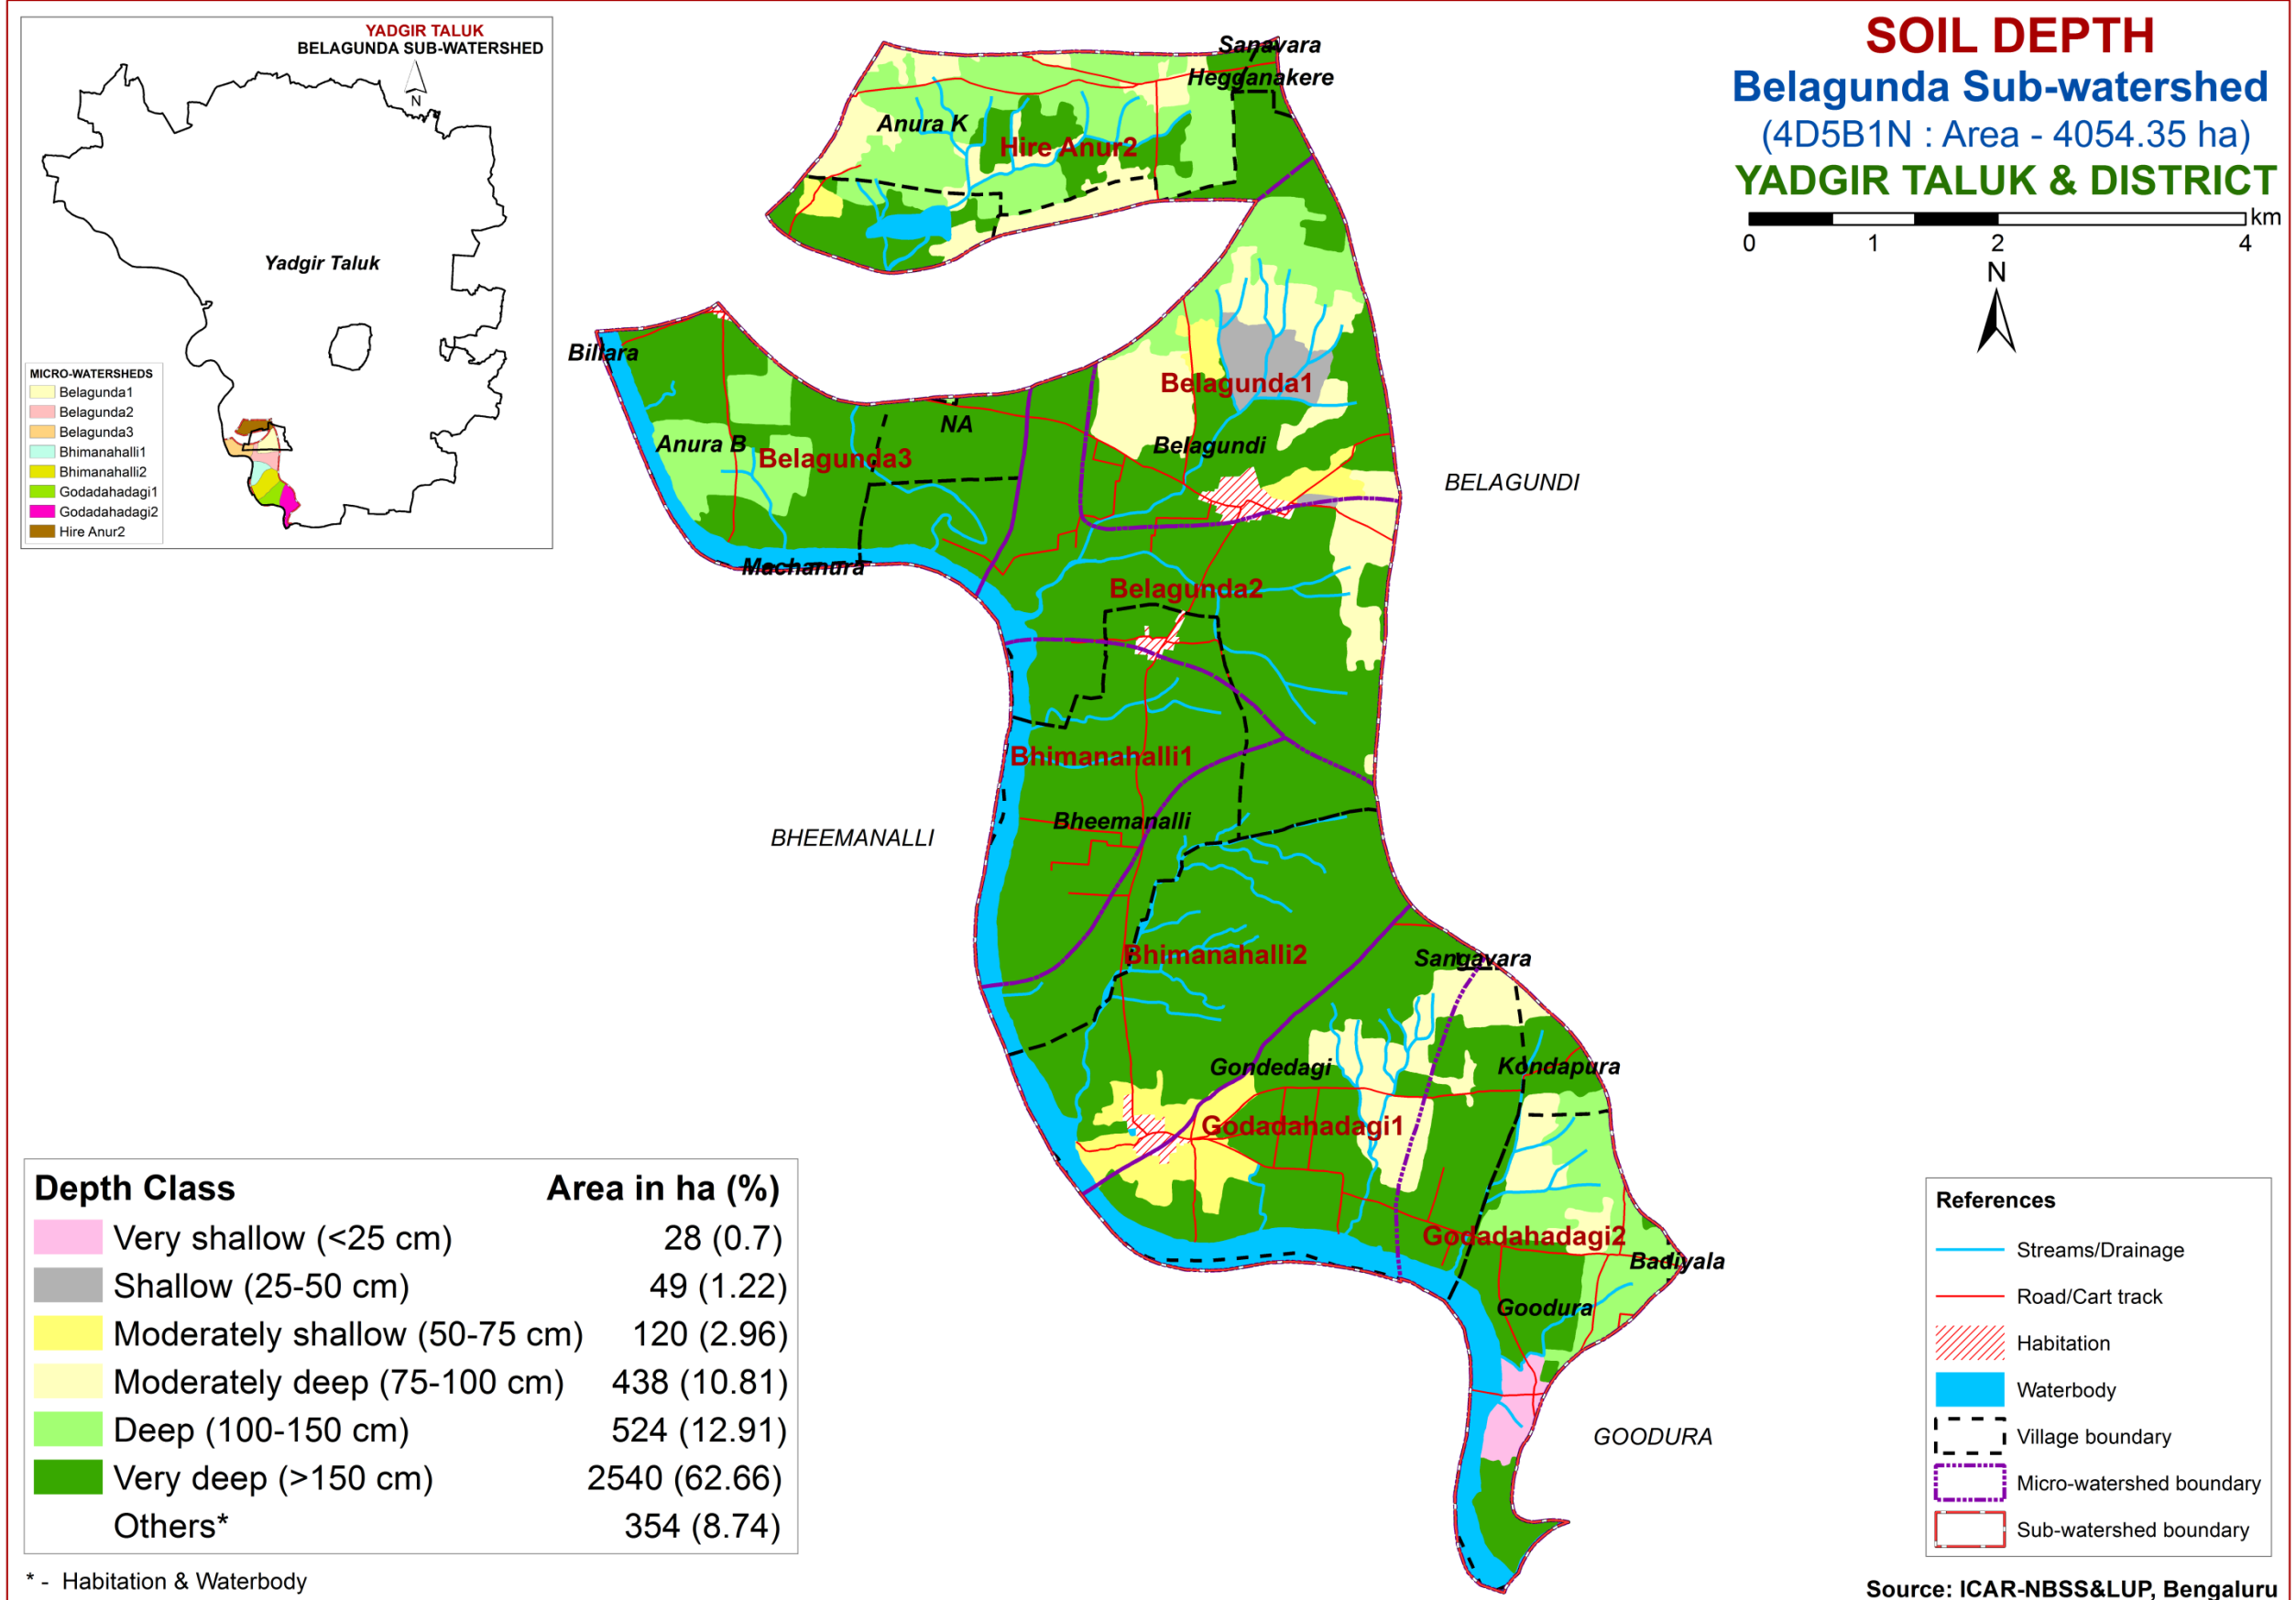 YADGIR TALUK
BELAGUNDA SUB-WATERSHED
N
Yadgir Taluk
MICRO-WATERSHEDS
Belagunda1
Belagunda2
Belagunda3
Bhimanahalli1
Bhimanahalli2
Godadahadagi1
Godadahadagi2
Hire Anur2
SOIL DEPTH
Belagunda Sub-watershed
(4D5B1N : Area - 4054.35 ha)
YADGIR TALUK & DISTRICT
km
0 1 2 4
N
Sanavara
Hegganakere
Anura K
Hire Anur2
Billara
Belagunda1
NA
Anura B
Belagundi
Belagunda3
BELAGUNDI
Machanura
Belagunda2
Bhimanahalli1
Bheemanalli
BHEEMANALLI
Bhimanahalli2
Sangavara
Gondedagi
Kondapura
Godadahadagi1
Godadahadagi2
Badiyala
Goodura
GOODURA
Depth Class Area in ha (%)
Very shallow (<25 cm) 28 (0.7)
Shallow (25-50 cm) 49 (1.22)
Moderately shallow (50-75 cm) 120 (2.96)
Moderately deep (75-100 cm) 438 (10.81)
Deep (100-150 cm) 524 (12.91)
Very deep (>150 cm) 2540 (62.66)
Others* 354 (8.74)
* - Habitation & Waterbody
References
Streams/Drainage
Road/Cart track
Habitation
Waterbody
Village boundary
Micro-watershed boundary
Sub-watershed boundary
Source: ICAR-NBSS&LUP, Bengaluru